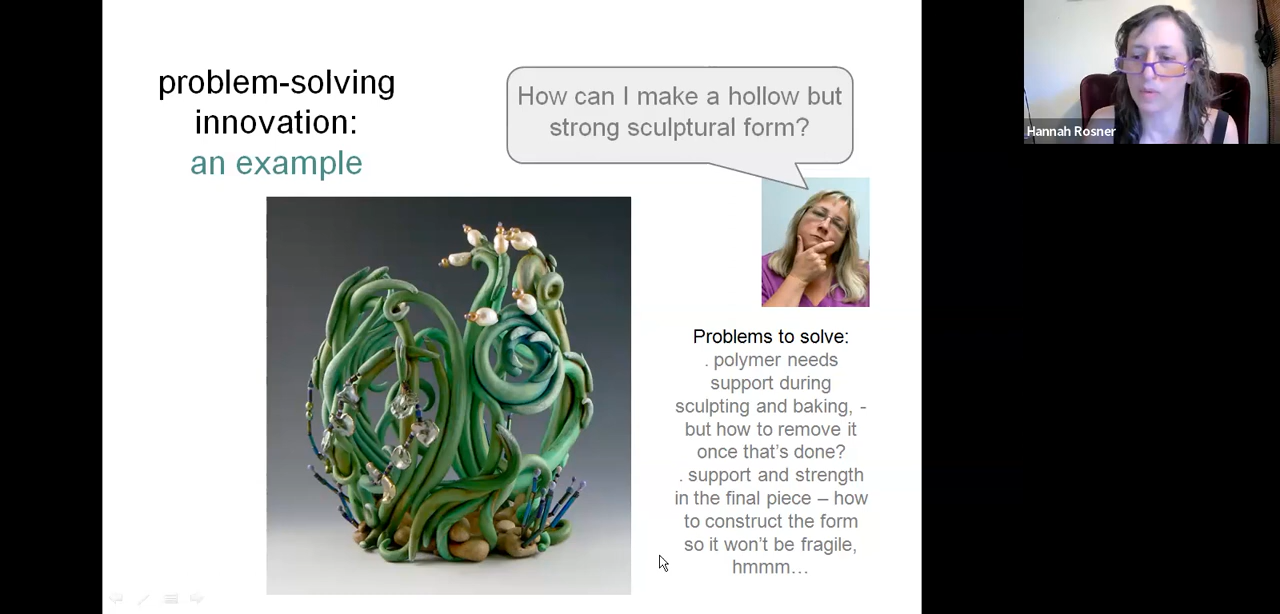 problem-solving
innovation:
an example
How can I make a hollow but
strong sculptural form?
Hannah Rosner
Problems to solve:
. polymer needs
support during
sculpting and baking, -
but how to remove it
once that's done?
. support and strength
in the final piece – how
to construct the form
so it won't be fragile,
hmmm…